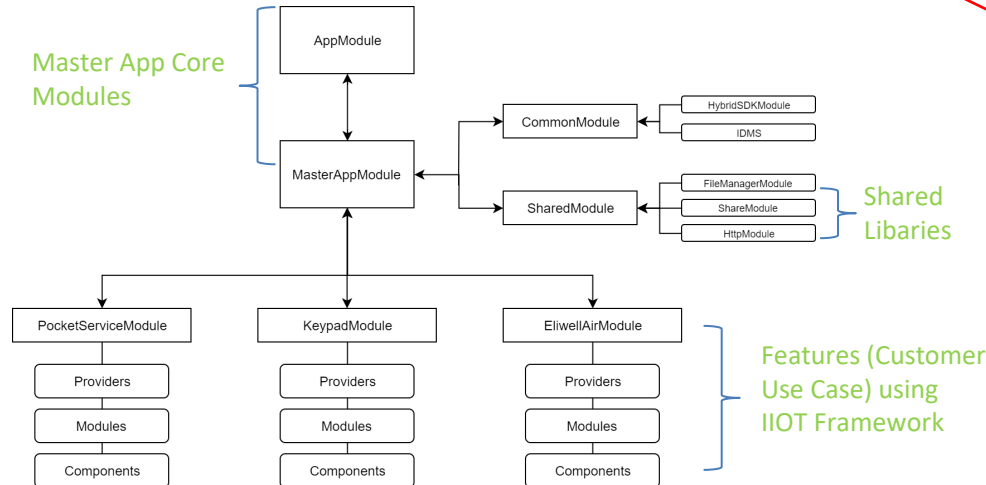 AppModule
Master App Core
Modules
HybridSDKModule
CommonModule
IDMS
MasterAppModule
FileManagerModule
SharedModule
ShareModule
HttpModule
Shared
Libaries
PocketServiceModule
KeypadModule
EliwellAirModule
Providers
Providers
Providers
Modules
Modules
Modules
Components
Components
Components
Features (Customer
Use Case) using
IIOT Framework